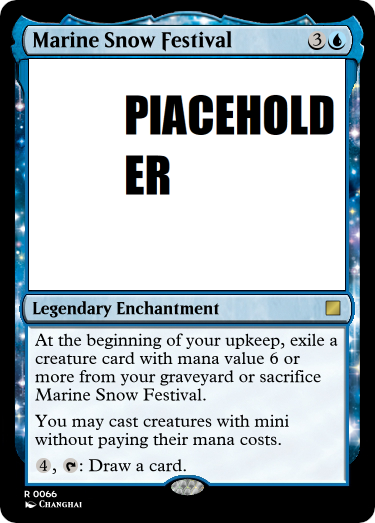 Marine Snow Festival 3
PIACEHOLD
ER
Legendary Enchantment
At the beginning of your upkeep, exile a
creature card with mana value 6 or
more from your graveyard or sacrifice
Marine Snow Festival.
You may cast creatures with mini
without paying their mana costs.
4, : Draw a card.
R 0066
CHANGHAI